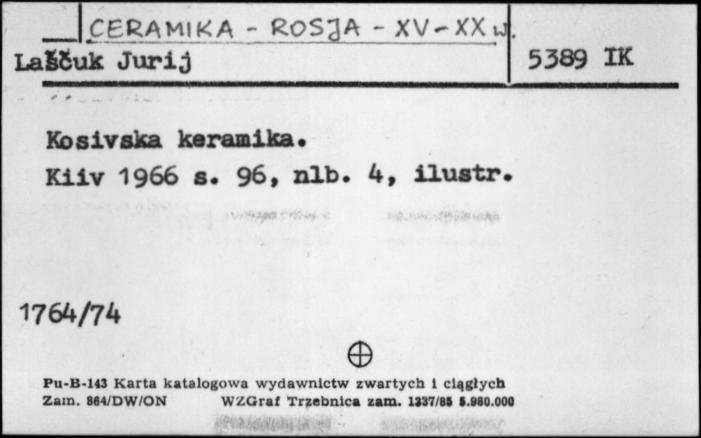 CERAMIKA - ROSJA - XV-XX w.
Laščuk Jurij 5389 IK
Kosivska keramika.
Kiiv 1966 s. 96, nlb. 4, ilustr.
1764/74
Pu-B-143 Karta katalogowa wydawnictw zwartych i ciągłych
Zam. 864/DW/ON WZGraf Trzebnica zam. 1337/85 5.980.000